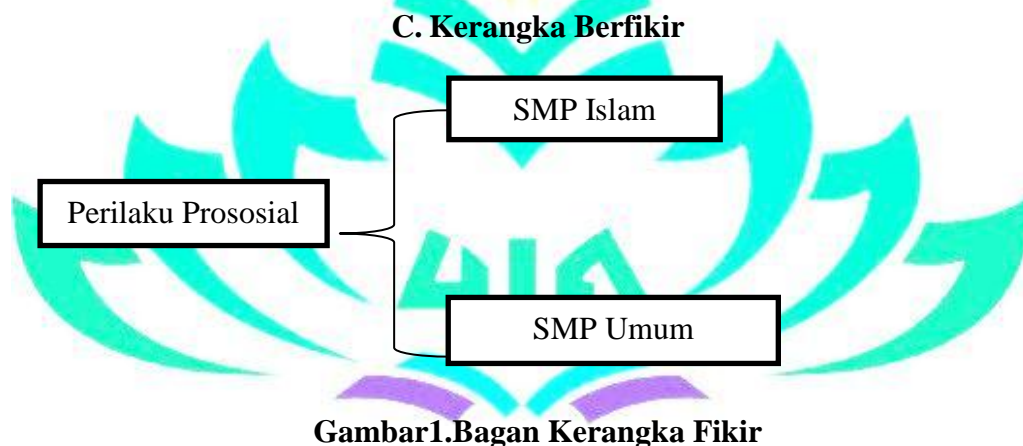 C. Kerangka Berfikir
SMP Islam
Perilaku Prososial
SMP Umum
Gambar1.Bagan Kerangka Fikir